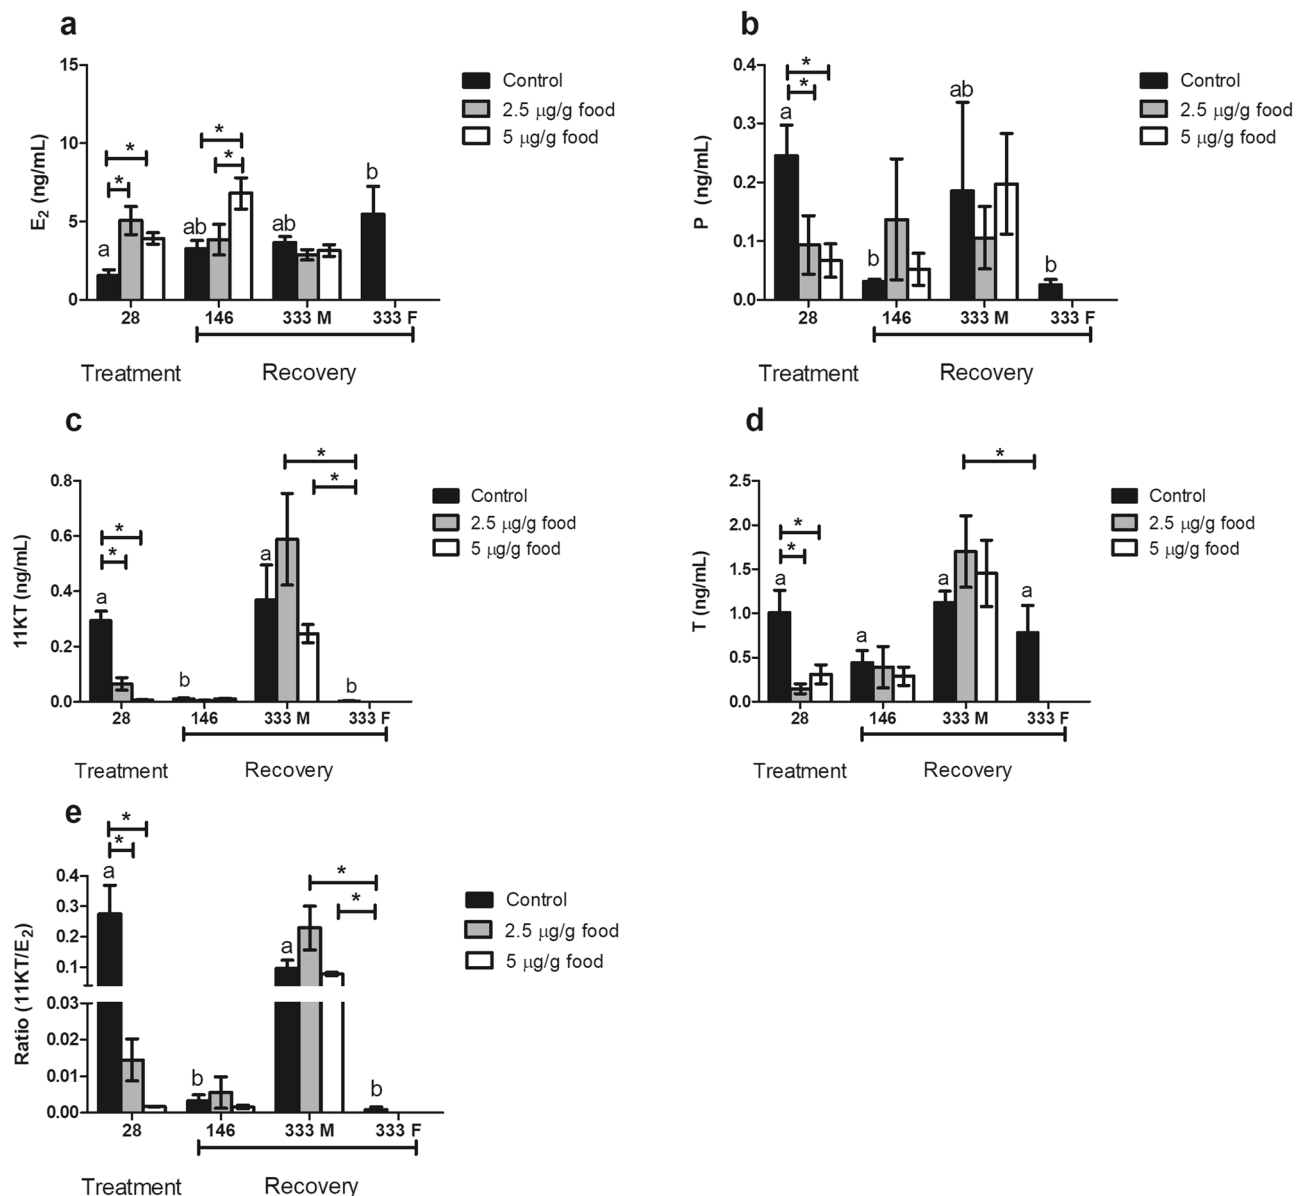 a
15
10
5
0
E2 (ng/mL)
*
*
*
*
a
ab
ab
b
Control
2.5 µg/g food
5 µg/g food
28
146
333 M
333 F
Treatment
Recovery
b
0.4
0.3
0.2
0.1
0.0
P (ng/mL)
*
*
a
b
ab
b
Control
2.5 µg/g food
5 µg/g food
28
146
333 M
333 F
Treatment
Recovery
c
0.8
0.6
0.4
0.2
0.0
11KT (ng/mL)
*
*
*
*
a
b
a
b
Control
2.5 µg/g food
5 µg/g food
28
146
333 M
333 F
Treatment
Recovery
d
2.5
2.0
1.5
1.0
0.5
0.0
T (ng/mL)
*
*
*
a
a
a
a
Control
2.5 µg/g food
5 µg/g food
28
146
333 M
333 F
Treatment
Recovery
e
0.4
0.3
0.2
0.1
0.03
0.02
0.01
0.00
Ratio (11KT/E2)
*
*
*
*
a
b
a
b
Control
2.5 µg/g food
5 µg/g food
28
146
333 M
333 F
Treatment
Recovery